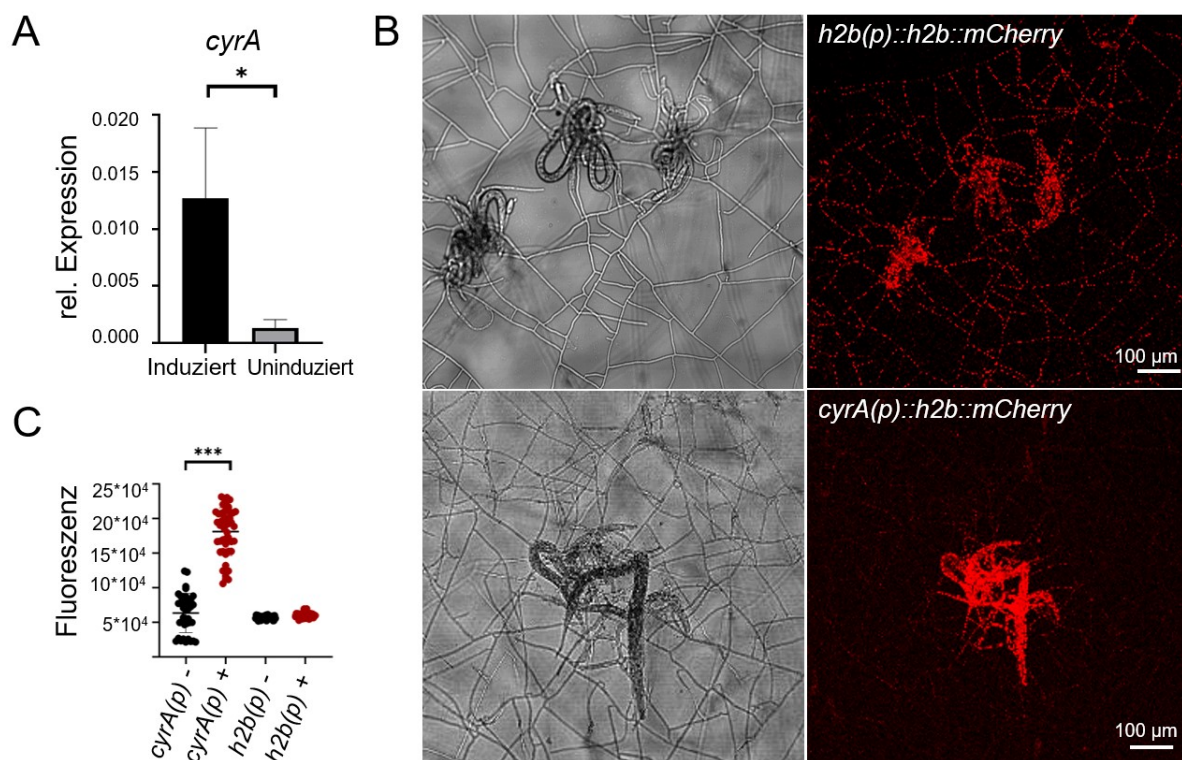 A
cyrA
*
rel. Expression
0.020
0.015
0.010
0.005
0.000
Induziert Uninduziert
B
h2b(p)::h2b::mCherry
100 µm
cyrA(p)::h2b::mCherry
100 µm
C
***
Fluoreszenz
25*10⁴
20*10⁴
15*10⁴
10*10⁴
5*10⁴
cyrA(p) -
cyrA(p) +
h2b(p) -
h2b(p) +